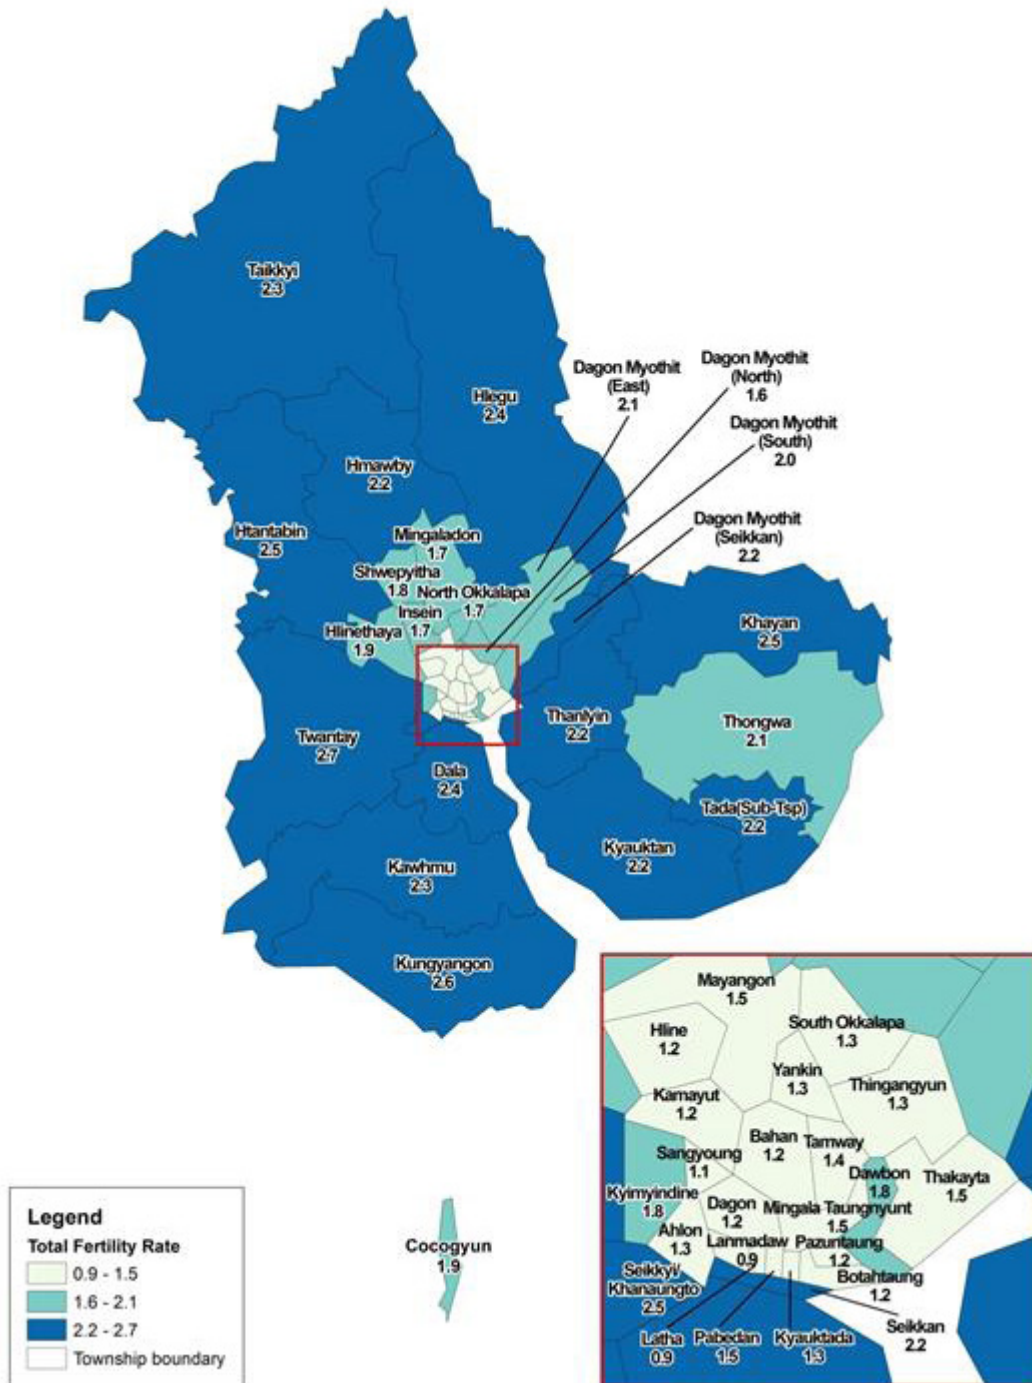 Taikkyi
2.3
Hlegu
2.4
Dagon Myothit
(East)
2.1
Dagon Myothit
(North)
1.6
Dagon Myothit
(South)
2.0
Dagon Myothit
(Seikkan)
2.2
Hmawby
2.2
Htantabin
2.5
Mingaladon
1.7
Shwepyitha
1.8
North Okkalapa
1.7
Insein
1.7
Hlinethaya
1.9
Khayan
2.5
Thongwa
2.1
Thanlyin
2.2
Twantay
2.7
Dala
2.4
Tada(Sub-Tsp)
2.2
Kyauktan
2.2
Kawhmu
2.3
Kungyangon
2.6
Cocogyun
1.9
Mayangon
1.5
Hline
1.2
South Okkalapa
1.3
Yankin
1.3
Thingangyun
1.3
Kamayut
1.2
Bahan
1.2
Tamway
1.4
Sangyoung
1.1
Dawbon
1.8
Thakayta
1.5
Kyimyindine
1.8
Dagon
1.2
Mingala Taungnyunt
1.5
Ahlon
1.3
Lanmadaw
0.9
Pazuntaung
1.2
Botahtaung
1.2
Seikkyi/
Khanaungto
2.5
Latha
0.9
Pabedan
1.5
Kyauktada
1.3
Seikkan
2.2
Legend
Total Fertility Rate
0.9 - 1.5
1.6 - 2.1
2.2 - 2.7
Township boundary